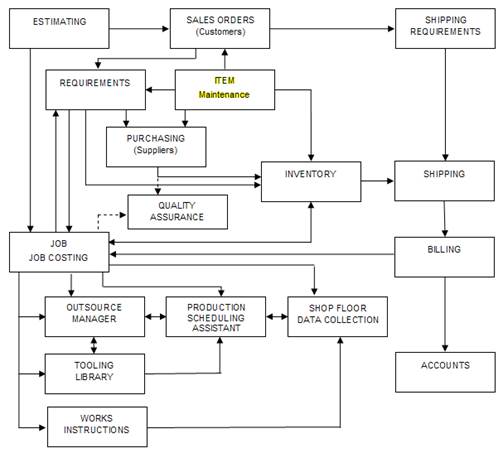 ESTIMATING
SALES ORDERS
(Customers)
SHIPPING
REQUIREMENTS
REQUIREMENTS
ITEM
Maintenance
PURCHASING
(Suppliers)
INVENTORY
SHIPPING
QUALITY
ASSURANCE
JOB
JOB COSTING
BILLING
OUTSOURCE
MANAGER
PRODUCTION
SCHEDULING
ASSISTANT
SHOP FLOOR
DATA COLLECTION
TOOLING
LIBRARY
ACCOUNTS
WORKS
INSTRUCTIONS